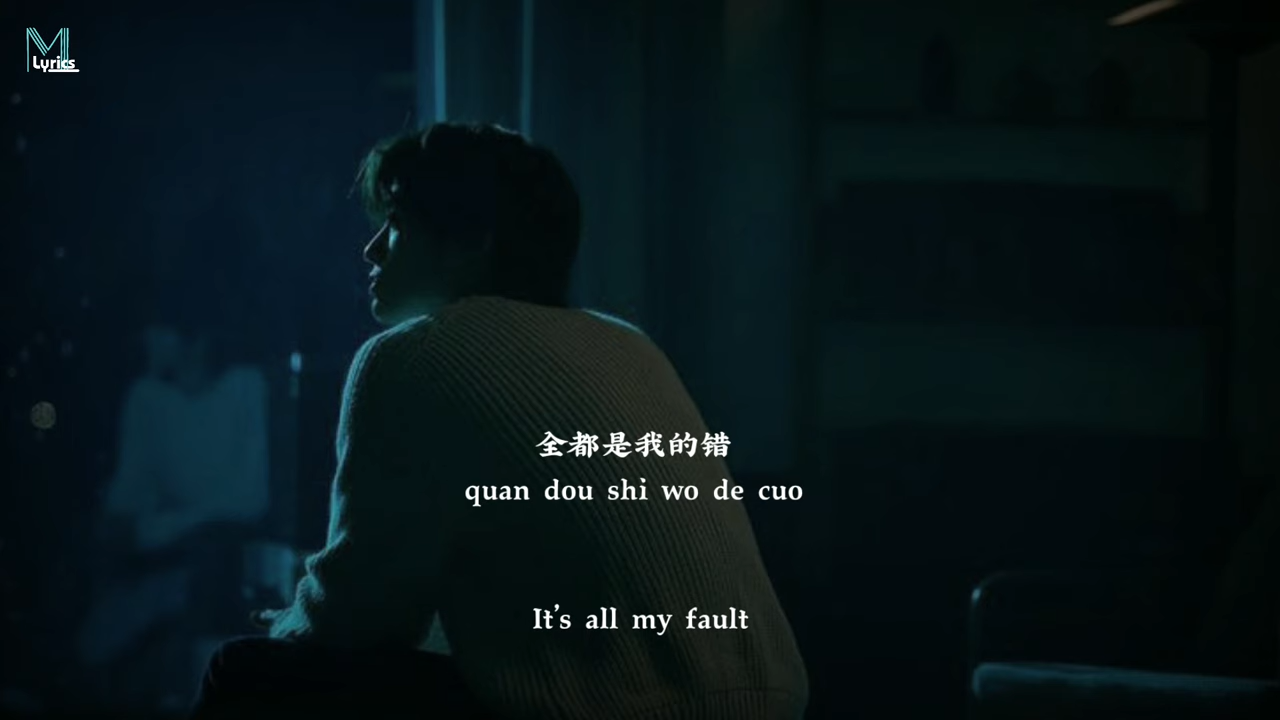 M
Lyrics
全都是我的错
quan dou shi wo de cuo
It's all my fault